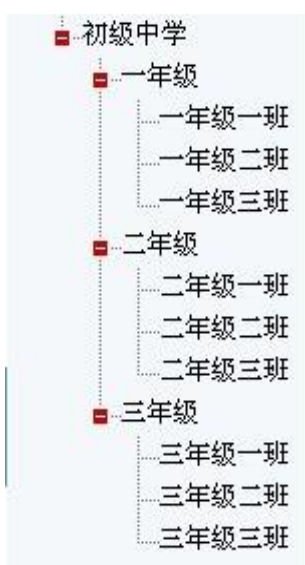 初级中学
一年级
一年级一班
一年级二班
一年级三班
二年级
二年级一班
二年级二班
二年级三班
三年级
三年级一班
三年级二班
三年级三班